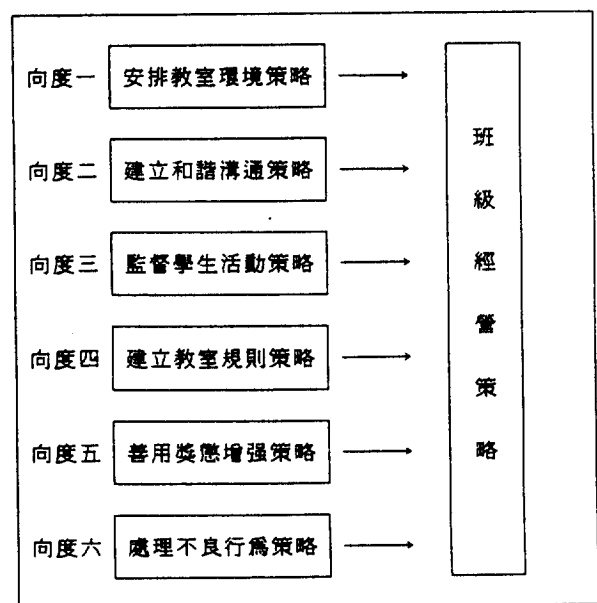 向度一 安排教室環境策略
向度二 建立和諧溝通策略
向度三 監督學生活動策略
向度四 建立教室規則策略
向度五 善用獎懲增强策略
向度六 處理不良行爲策略
班級經營策略